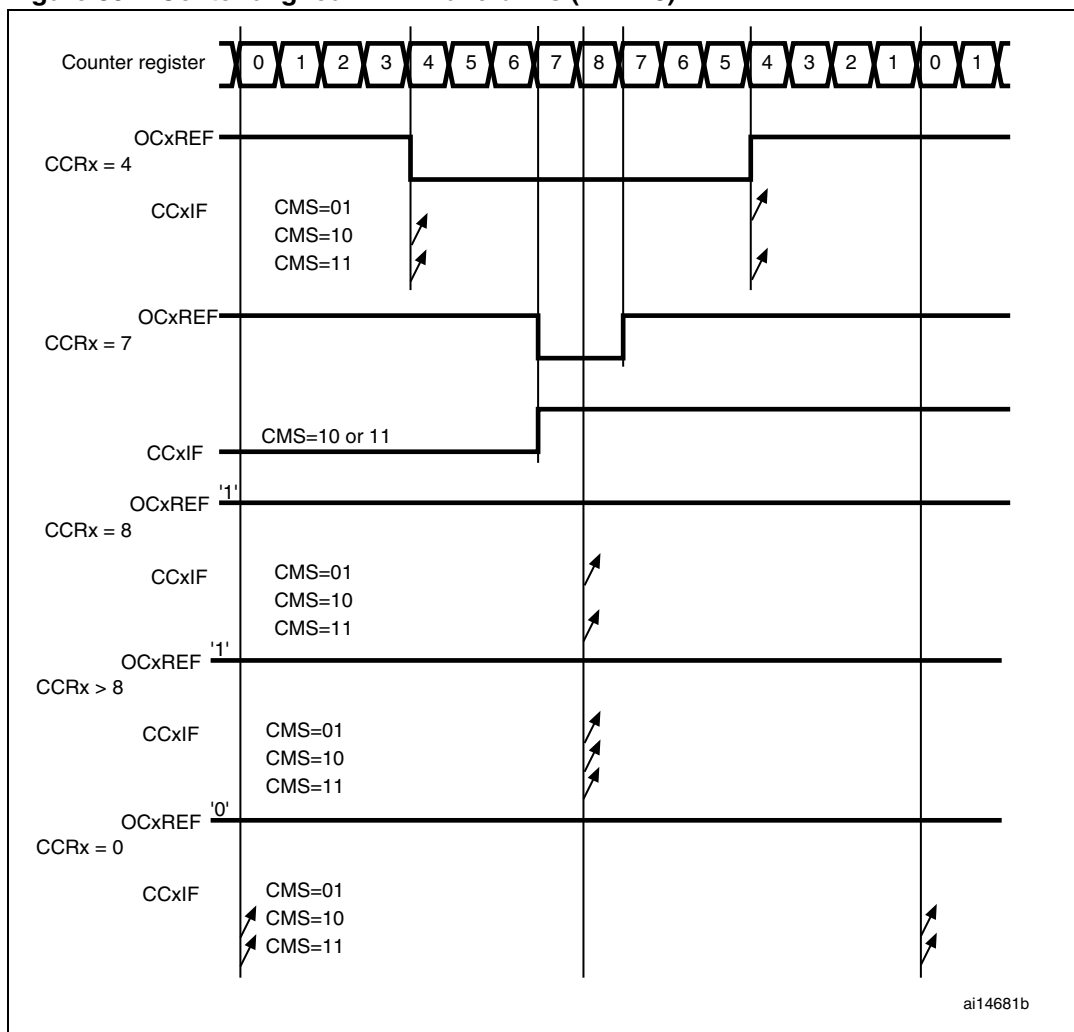 Counter register 0 1 2 3 4 5 6 7 8 7 6 5 4 3 2 1 0 1
OCxREF
CCRx = 4
CCxIF
CMS=01
CMS=10
CMS=11
OCxREF
CCRx = 7
CMS=10 or 11
CCxIF
'1'
OCxREF
CCRx = 8
CCxIF
CMS=01
CMS=10
CMS=11
'1'
OCxREF
CCRx > 8
CCxIF
CMS=01
CMS=10
CMS=11
'0'
OCxREF
CCRx = 0
CCxIF
CMS=01
CMS=10
CMS=11
ai14681b